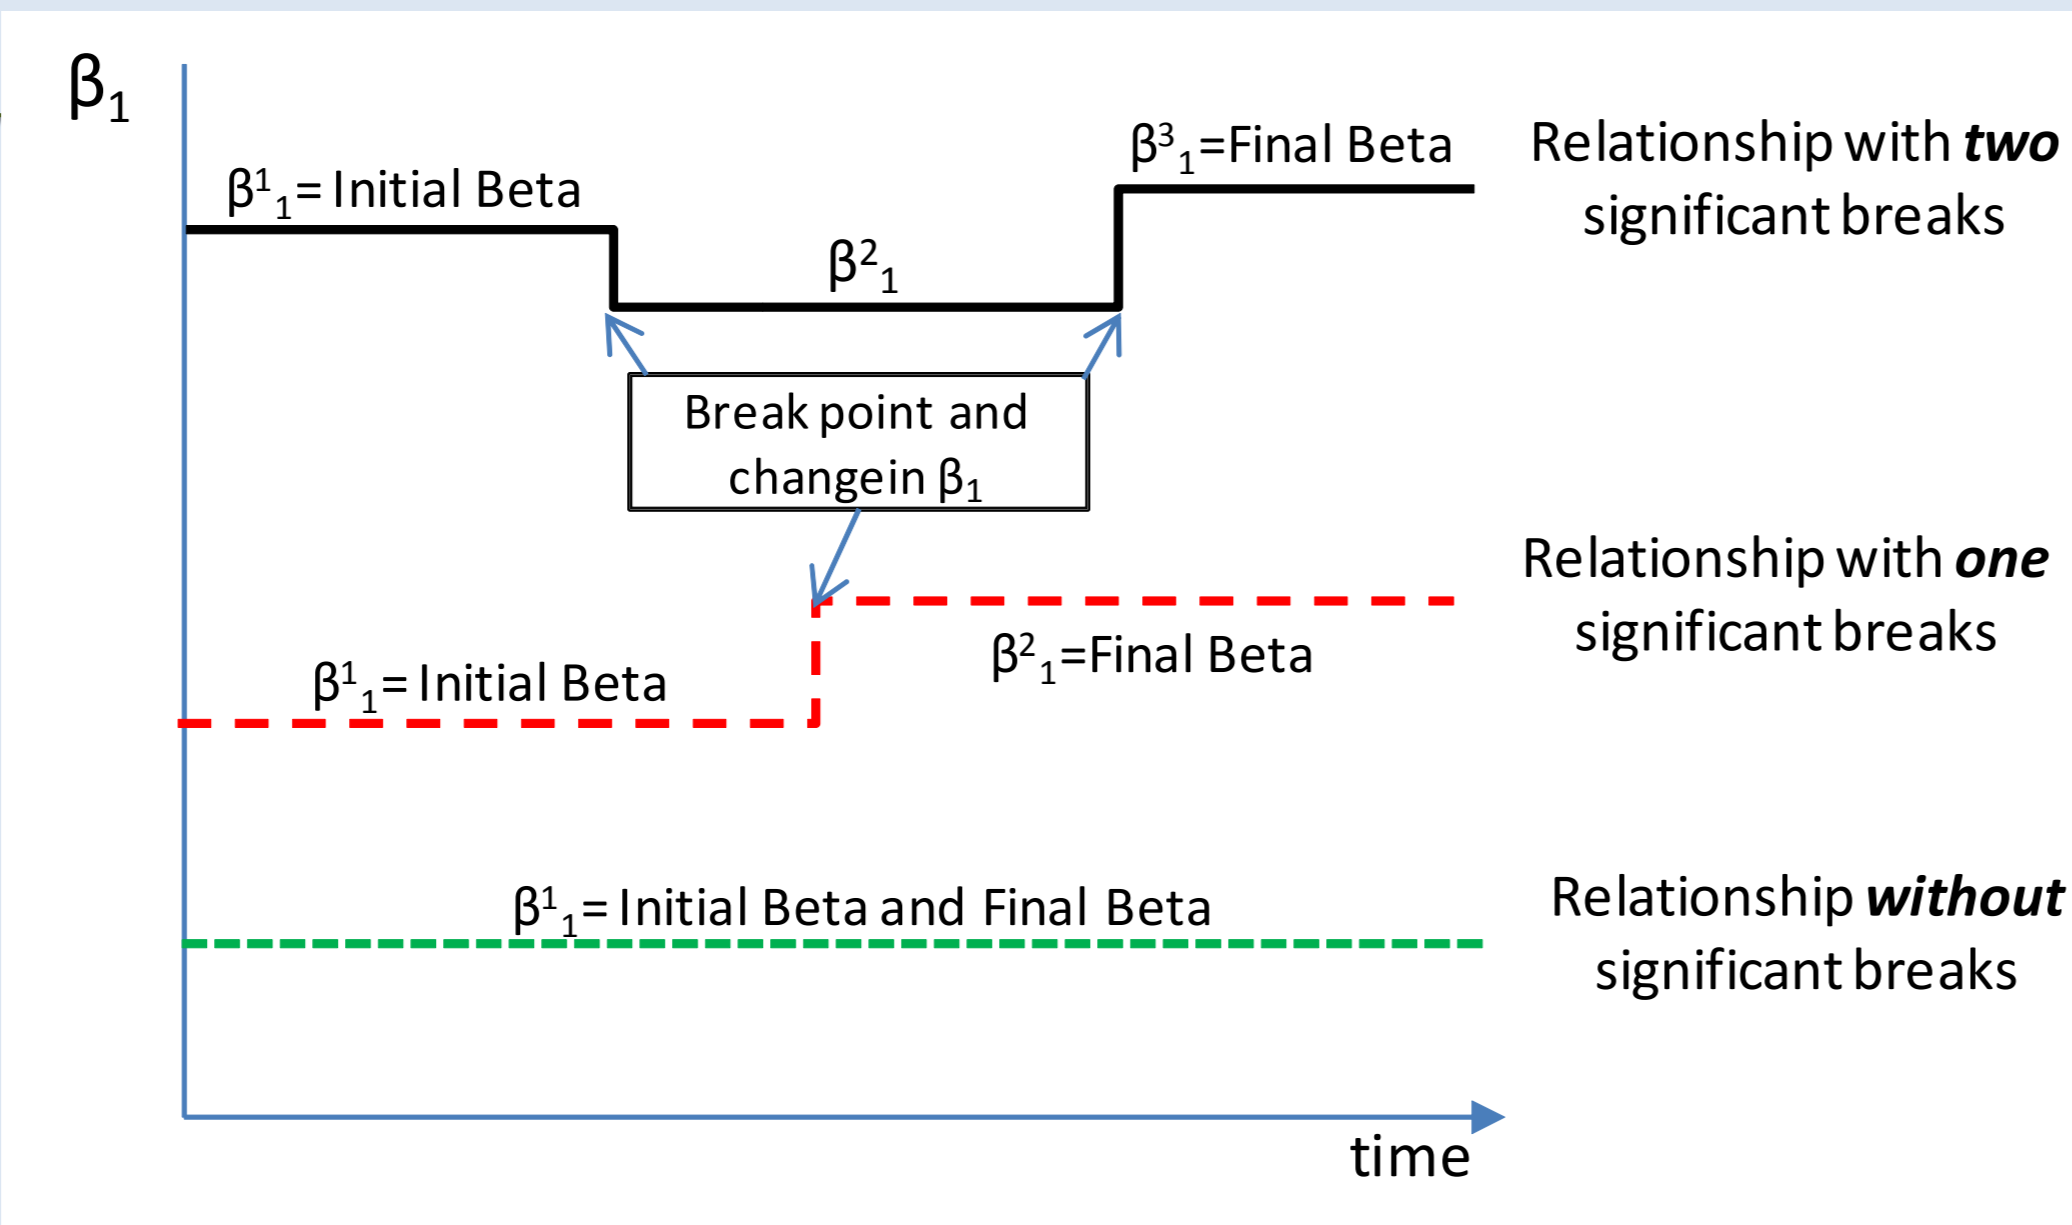 β₁
β¹₁= Initial Beta
β²₁
β³₁=Final Beta
Relationship with two
significant breaks
Break point and
changein β₁
β¹₁= Initial Beta
β²₁=Final Beta
Relationship with one
significant breaks
β¹₁= Initial Beta and Final Beta
Relationship without
significant breaks
time